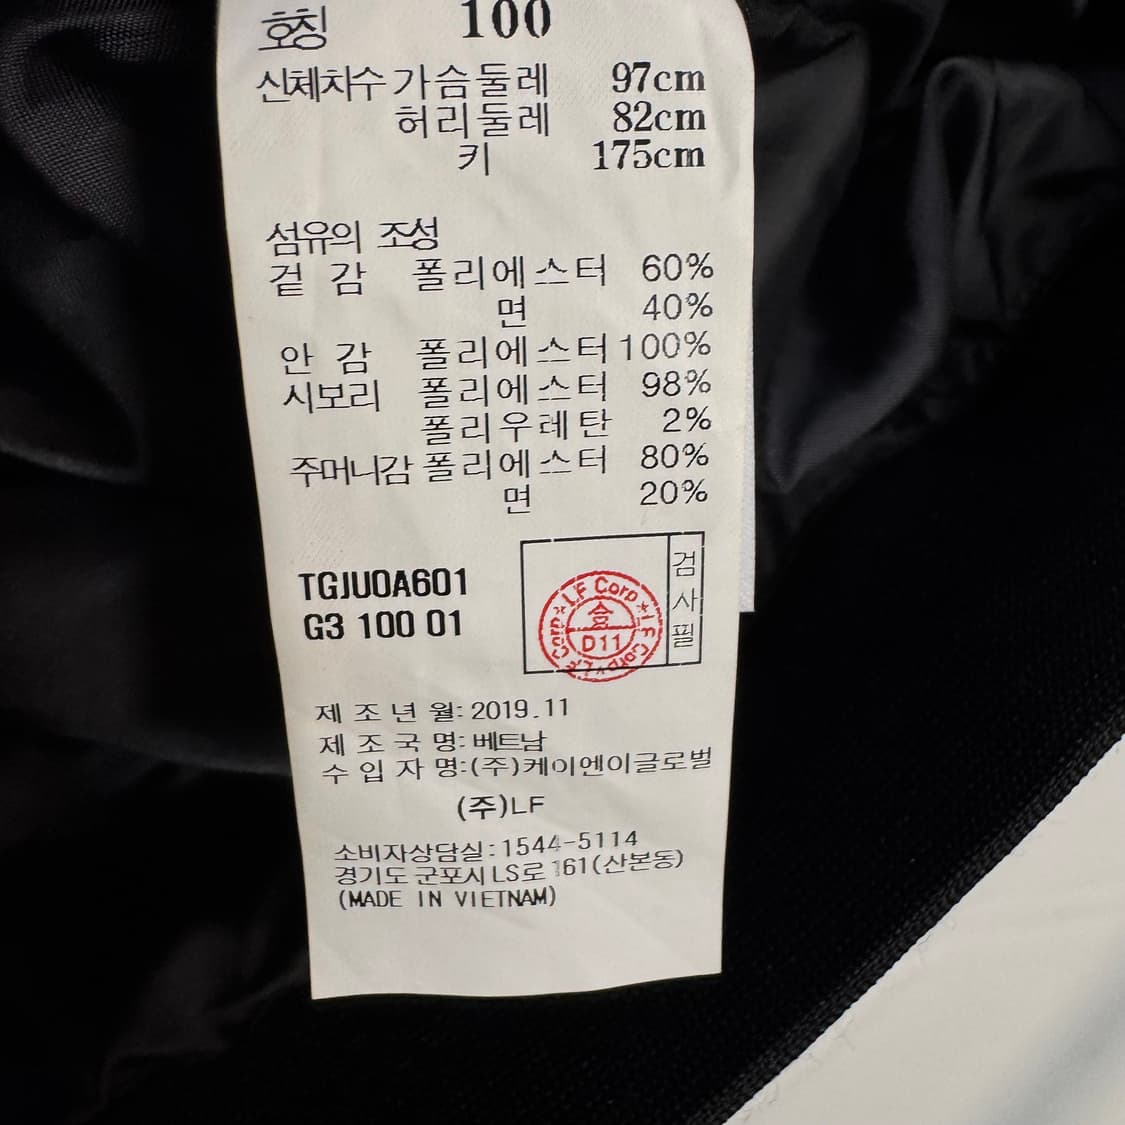 호칭 100
신체치수 가슴둘레 97cm
허리둘레 82cm
키 175cm
섬유의 조성
겉 감 폴리에스터 60%
면 40%
안 감 폴리에스터 100%
시보리 폴리에스터 98%
폴리우레탄 2%
주머니감 폴리에스터 80%
면 20%
TGJU0A601
G3 100 01
검사필
LF Corp ★ LF Corp ★ LF Corp ★
合
D11
제 조 년 월: 2019.11
제 조 국 명: 베트남
수 입 자 명: (주)케이엔이글로벌
(주)LF
소비자상담실: 1544-5114
경기도 군포시 LS로 161(산본동)
(MADE IN VIETNAM)